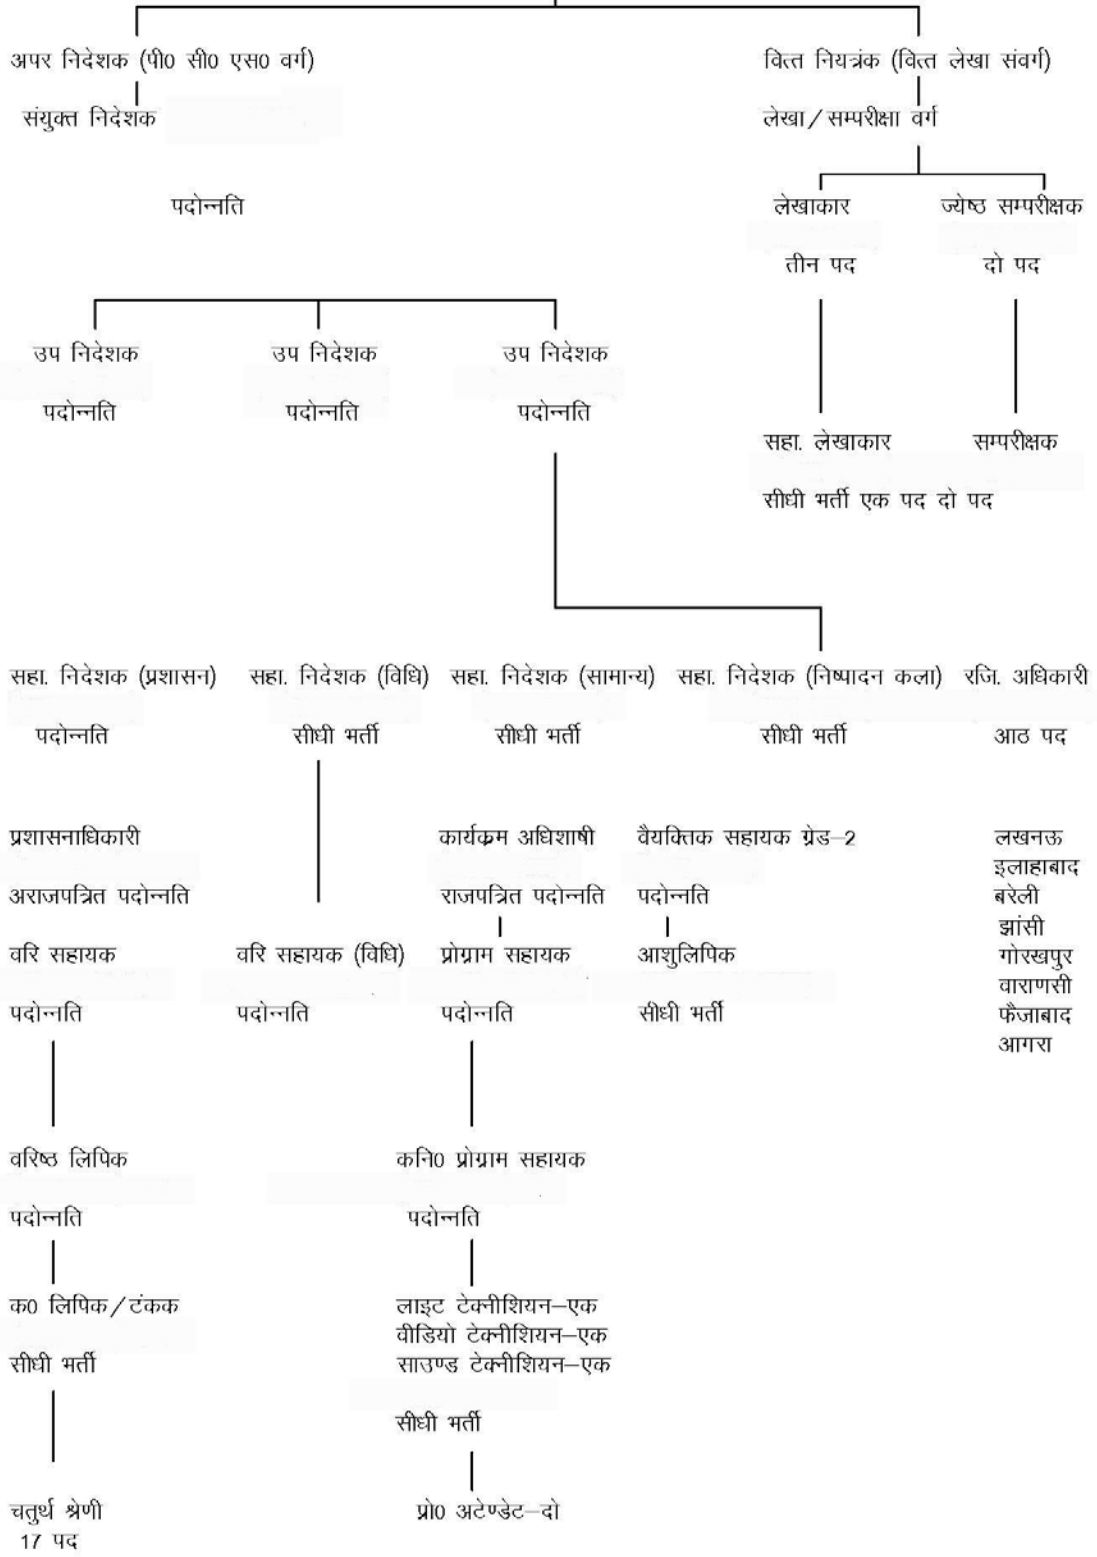 अपर निदेशक (पी0 सी0 एस0 वर्ग) वित्त नियत्रंक (वित्त लेखा संवर्ग)
संयुक्त निदेशक लेखा/सम्परीक्षा वर्ग
पदोन्नति लेखाकार ज्येष्ठ सम्परीक्षक
तीन पद दो पद
उप निदेशक उप निदेशक उप निदेशक
पदोन्नति पदोन्नति पदोन्नति
सहा. लेखाकार सम्परीक्षक
सीधी भर्ती एक पद दो पद
सहा. निदेशक (प्रशासन) सहा. निदेशक (विधि) सहा. निदेशक (सामान्य) सहा. निदेशक (निष्पादन कला) रजि. अधिकारी
पदोन्नति सीधी भर्ती सीधी भर्ती सीधी भर्ती आठ पद
प्रशासनाधिकारी कार्यक्रम अधिशाषी वैयक्तिक सहायक ग्रेड–2 लखनऊ
इलाहाबाद
अराजपत्रित पदोन्नति राजपत्रित पदोन्नति पदोन्नति बरेली
झांसी
वरि सहायक वरि सहायक (विधि) प्रोग्राम सहायक आशुलिपिक गोरखपुर
वाराणसी
पदोन्नति पदोन्नति पदोन्नति सीधी भर्ती फैजाबाद
आगरा
वरिष्ठ लिपिक कनि0 प्रोग्राम सहायक
पदोन्नति पदोन्नति
क0 लिपिक/टंकक लाइट टेक्नीशियन–एक
वीडियो टेक्नीशियन–एक
सीधी भर्ती साउण्ड टेक्नीशियन–एक
सीधी भर्ती
चतुर्थ श्रेणी प्रो0 अटेण्डेट–दो
17 पद